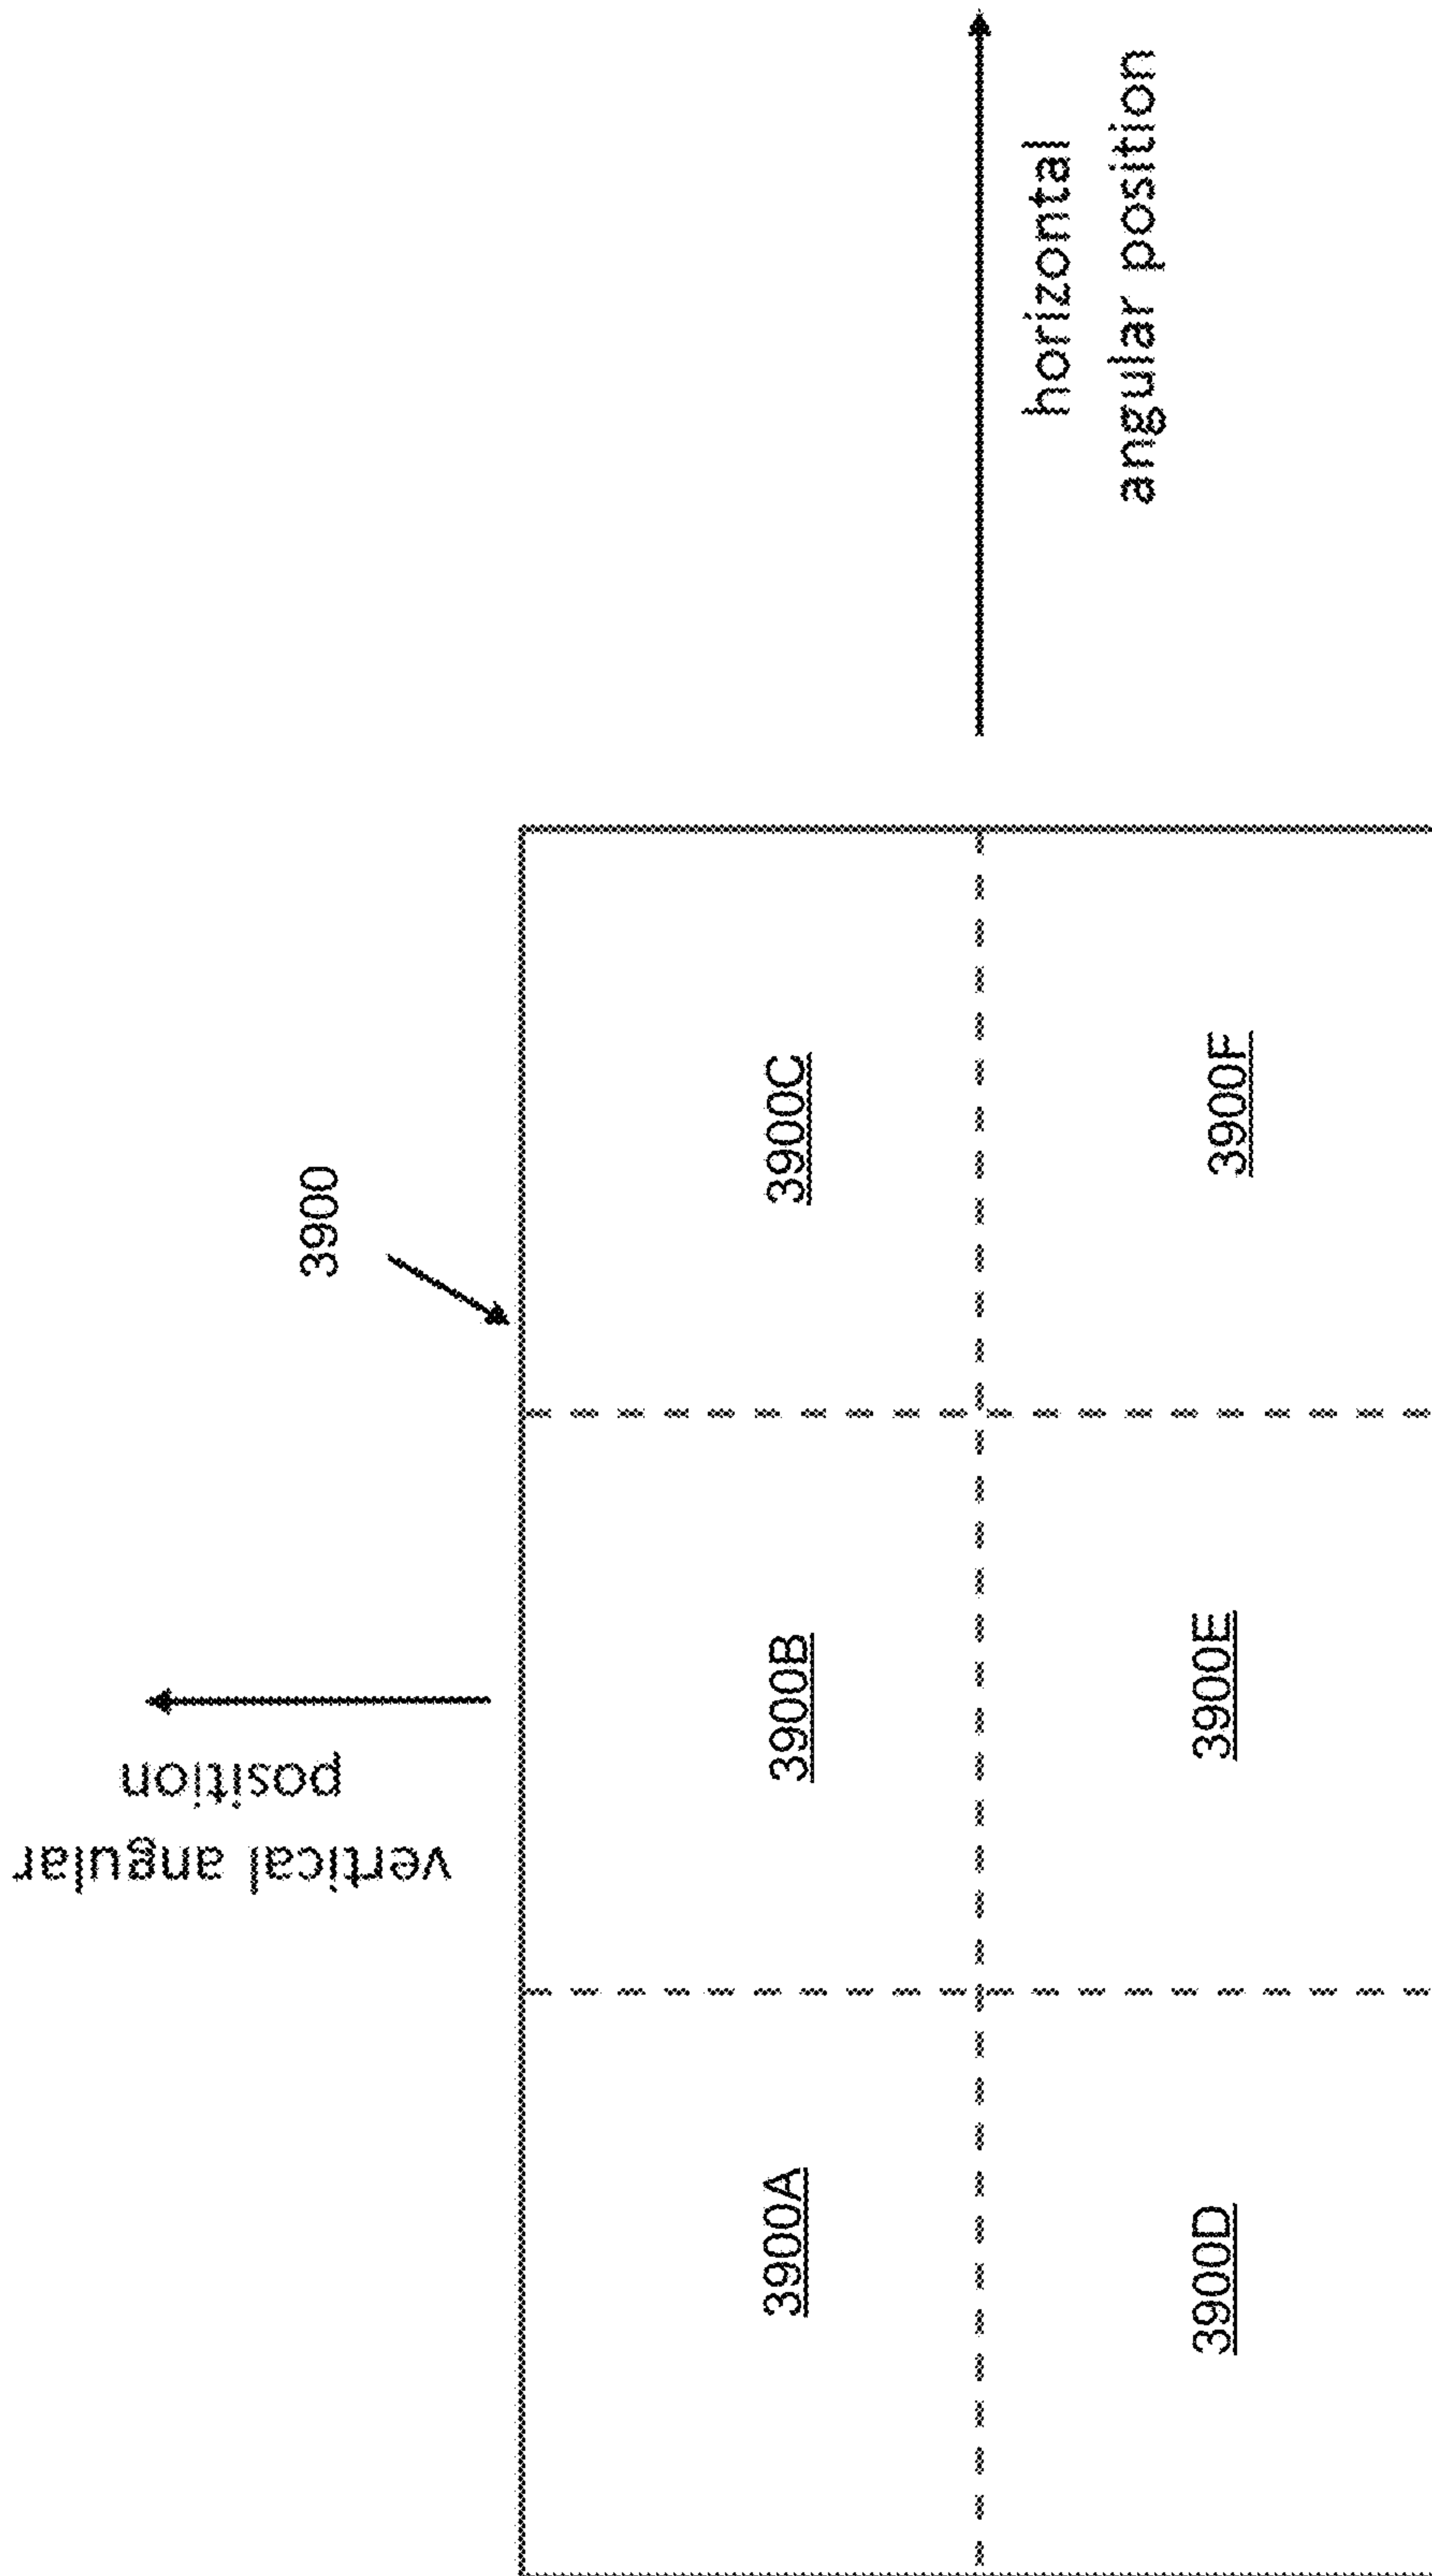 vertical angular
position
3900
3900A
3900B
3900C
3900D
3900E
3900F
horizontal
angular position